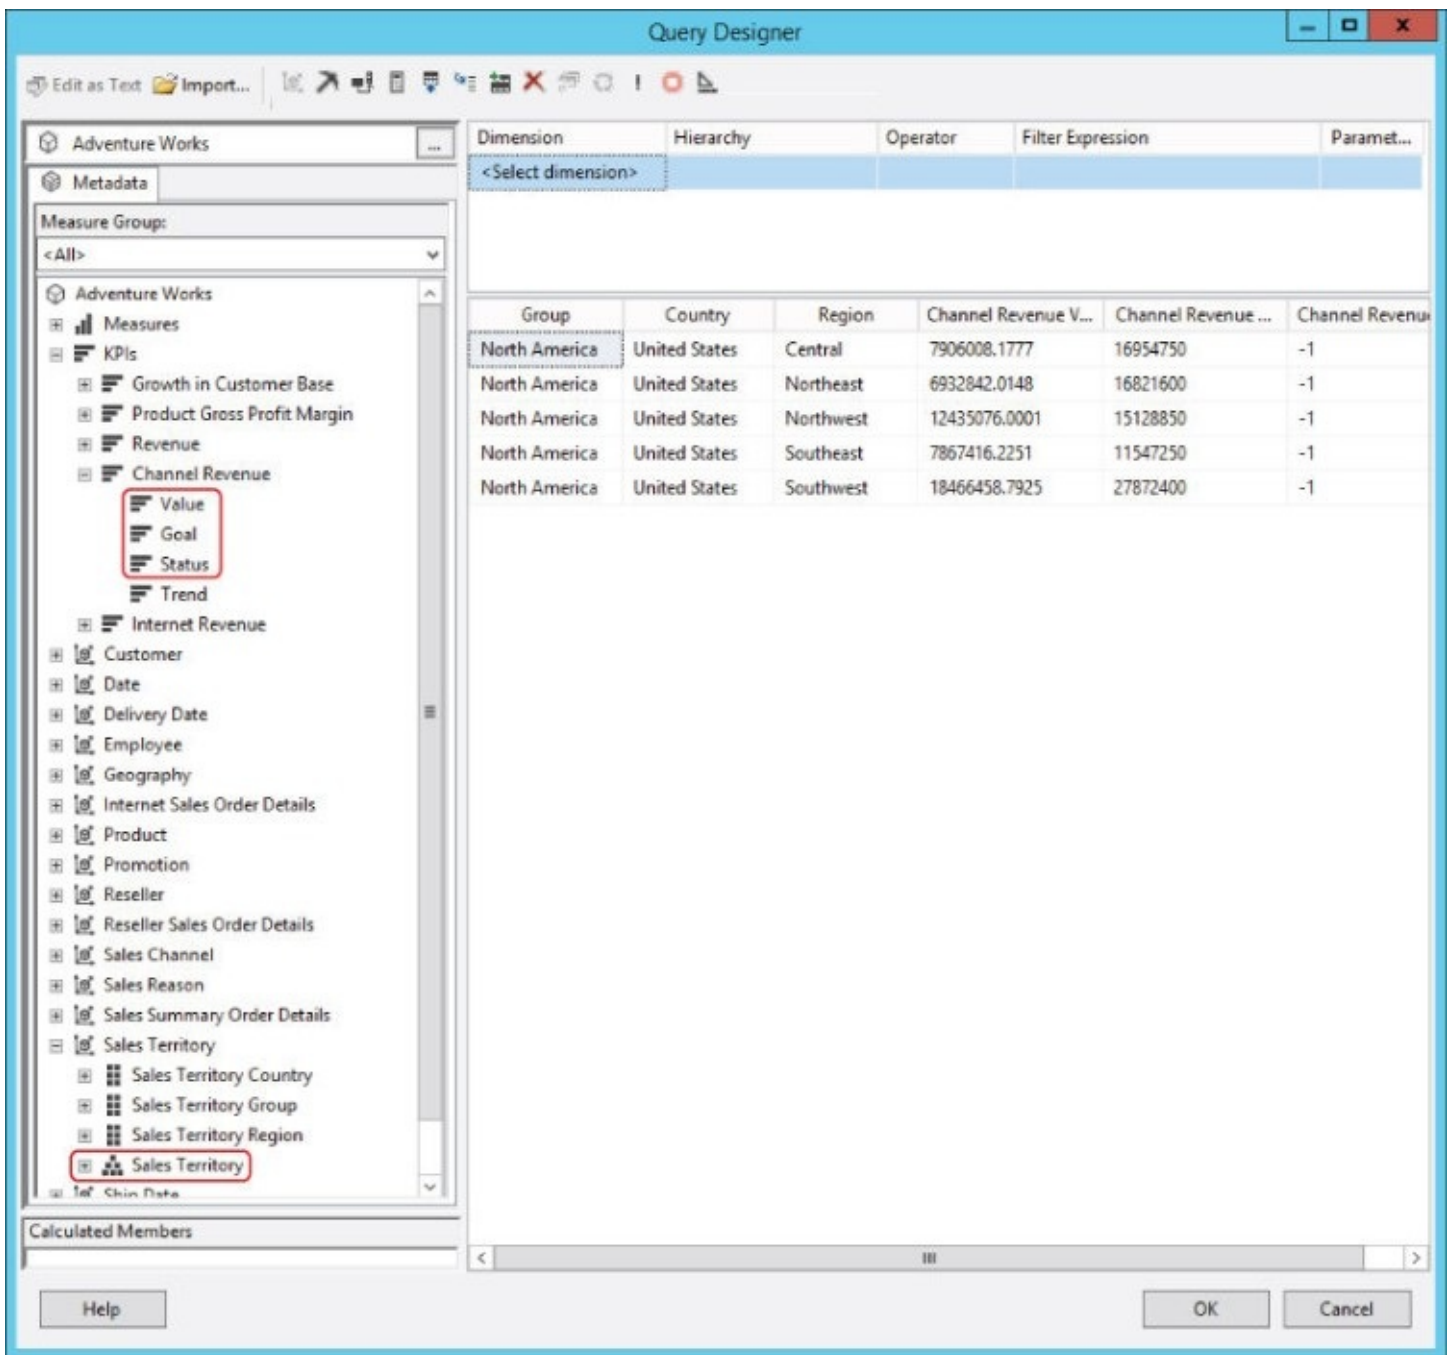 Query Designer
Edit as Text Import...
Adventure Works ...
Metadata
Measure Group:
<All>
Adventure Works
Measures
KPIs
Growth in Customer Base
Product Gross Profit Margin
Revenue
Channel Revenue
Value
Goal
Status
Trend
Internet Revenue
Customer
Date
Delivery Date
Employee
Geography
Internet Sales Order Details
Product
Promotion
Reseller
Reseller Sales Order Details
Sales Channel
Sales Reason
Sales Summary Order Details
Sales Territory
Sales Territory Country
Sales Territory Group
Sales Territory Region
Sales Territory
Ship Date
Calculated Members
Dimension Hierarchy Operator Filter Expression Paramet...
<Select dimension>
Group Country Region Channel Revenue V... Channel Revenue ... Channel Revenu
North America United States Central 7906008.1777 16954750 -1
North America United States Northeast 6932842.0148 16821600 -1
North America United States Northwest 12435076.0001 15128850 -1
North America United States Southeast 7867416.2251 11547250 -1
North America United States Southwest 18466458.7925 27872400 -1
Help OK Cancel